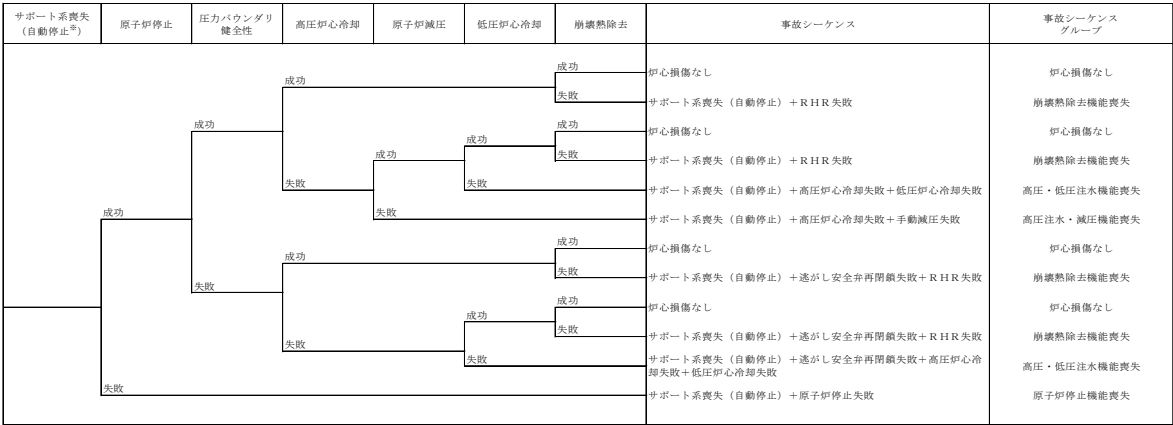 サポート系喪失
（自動停止※）
原子炉停止
圧力バウンダリ
健全性
高圧炉心冷却
原子炉減圧
低圧炉心冷却
崩壊熱除去
事故シーケンス
事故シーケンス
グループ
成功
炉心損傷なし
炉心損傷なし
成功
失敗
サポート系喪失（自動停止）＋ＲＨＲ失敗
崩壊熱除去機能喪失
成功
成功
炉心損傷なし
炉心損傷なし
成功
成功
失敗
サポート系喪失（自動停止）＋ＲＨＲ失敗
崩壊熱除去機能喪失
失敗
失敗
サポート系喪失（自動停止）＋高圧炉心冷却失敗＋低圧炉心冷却失敗
高圧・低圧注水機能喪失
成功
失敗
サポート系喪失（自動停止）＋高圧炉心冷却失敗＋手動減圧失敗
高圧注水・減圧機能喪失
成功
炉心損傷なし
炉心損傷なし
成功
失敗
サポート系喪失（自動停止）＋逃がし安全弁再閉鎖失敗＋ＲＨＲ失敗
崩壊熱除去機能喪失
失敗
成功
炉心損傷なし
炉心損傷なし
成功
失敗
サポート系喪失（自動停止）＋逃がし安全弁再閉鎖失敗＋ＲＨＲ失敗
崩壊熱除去機能喪失
失敗
失敗
サポート系喪失（自動停止）＋逃がし安全弁再閉鎖失敗＋高圧炉心冷
却失敗＋低圧炉心冷却失敗
高圧・低圧注水機能喪失
失敗
サポート系喪失（自動停止）＋原子炉停止失敗
原子炉停止機能喪失